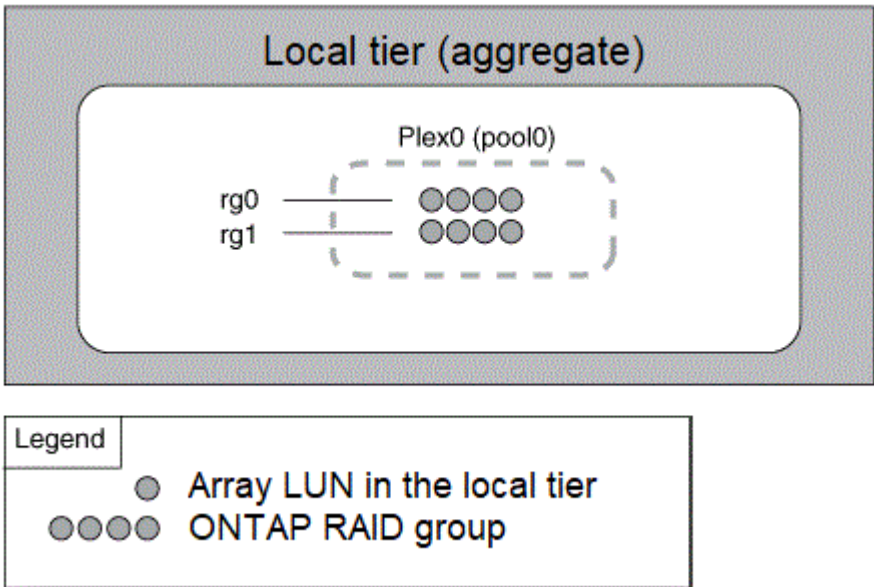 Local tier (aggregate)
Plex0 (pool0)
rg0
rg1
Legend
Array LUN in the local tier
ONTAP RAID group